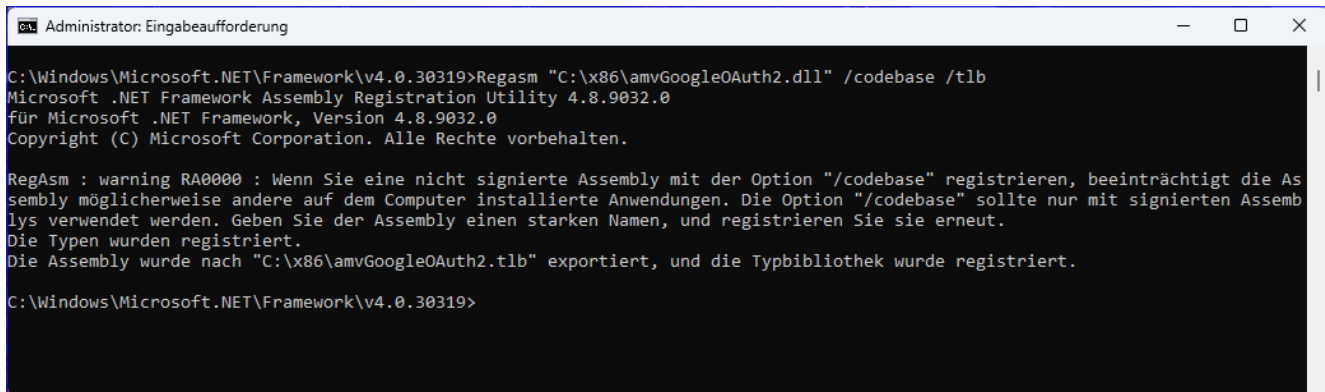 Administrator: Eingabeaufforderung
C:\Windows\Microsoft.NET\Framework\v4.0.30319>Regasm "C:\x86\amvGoogleOAuth2.dll" /codebase /tlb
Microsoft .NET Framework Assembly Registration Utility 4.8.9032.0
für Microsoft .NET Framework, Version 4.8.9032.0
Copyright (C) Microsoft Corporation. Alle Rechte vorbehalten.
RegAsm : warning RA0000 : Wenn Sie eine nicht signierte Assembly mit der Option "/codebase" registrieren, beeinträchtigt die As
sembly möglicherweise andere auf dem Computer installierte Anwendungen. Die Option "/codebase" sollte nur mit signierten Assemb
lys verwendet werden. Geben Sie der Assembly einen starken Namen, und registrieren Sie sie erneut.
Die Typen wurden registriert.
Die Assembly wurde nach "C:\x86\amvGoogleOAuth2.tlb" exportiert, und die Typbibliothek wurde registriert.
C:\Windows\Microsoft.NET\Framework\v4.0.30319>